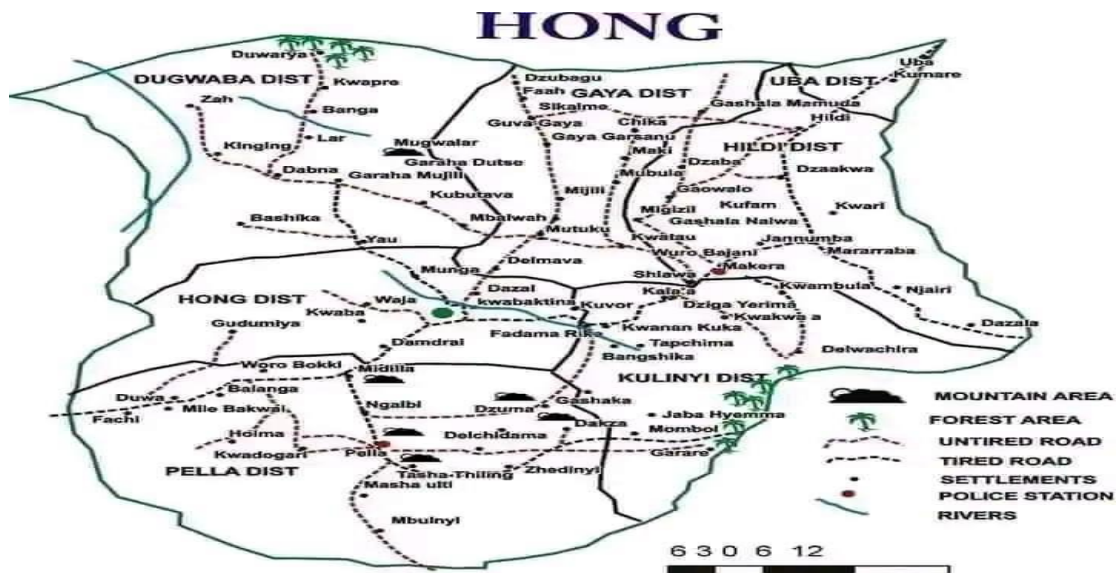 HONG
Duwarya
DUGWABA DIST
Kwapre
Zah
Banga
Lar
Kinging
Mugwalar
Garaha Dutse
Dabna
Garaha Mujili
Kubutava
Bashika
Yau
Dzubagu
Faah
GAYA DIST
Sikalme
Guva Gaya
Chika
Gaya Garsanu
Maki
Mubula
Mijili
Mbalwah
Mutuku
Delmava
Munga
UBA DIST
Uba
Kumare
Gashala Mamuda
Hildi
HILDI DIST
Dzaba
Dzaakwa
Gaowalo
Kufam
Kwari
Migizil
Gashala Nalwa
Kwatau
Wuro Bajani
Jannumba
Mararraba
Makera
Shiawa
Kala'a
Kwambula
Njairi
Dziga Yerima
Kwakwa a
Dazala
Delwachira
HONG DIST
Waja
Kwaba
Dazal
kwabaktina
Kuvor
Gudumiya
Fadama Rika
Kwanan Kuka
Tapchima
Bangshika
Damdrai
Woro Bokki
Midilla
KULINYI DIST
Duwa
Balanga
Mile Bakwai
Fachi
Ngalbi
Dzuma
Gashaka
Jaba Hyemma
Hoima
Dakza
Mombol
Kwadogari
Pella
Delchidama
Garare
PELLA DIST
Tasha-Thiling
Zhedinyi
Masha ulti
Mbulnyi
MOUNTAIN AREA
FOREST AREA
UNTIRED ROAD
TIRED ROAD
SETTLEMENTS
POLICE STATION
RIVERS
6 3 0 6 12